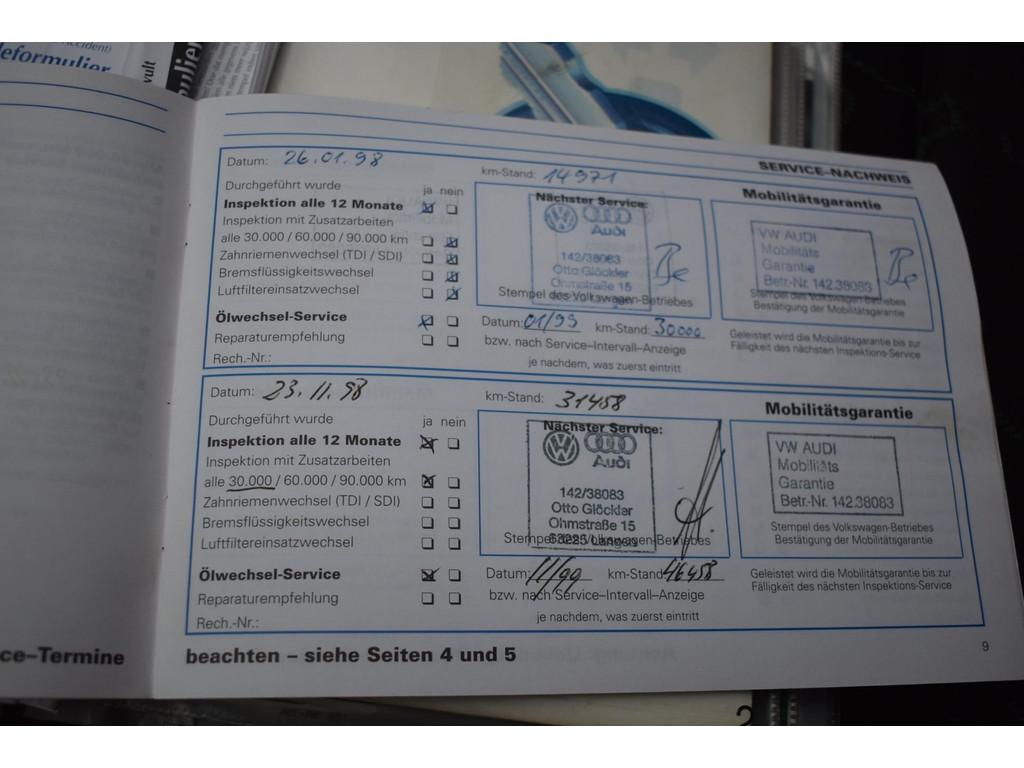 Accident)
deformulier
vult
SERVICE–NACHWEIS
Datum: 26.01.98
km-Stand: 14971
Durchgeführt wurde
ja nein
Inspektion alle 12 Monate
Inspektion mit Zusatzarbeiten
alle 30.000 / 60.000 / 90.000 km
Zahnriemenwechsel (TDI / SDI)
Bremsflüssigkeitswechsel
Luftfiltereinsatzwechsel
Ölwechsel-Service
Reparaturempfehlung
Rech.-Nr.:
Nächster Service:
Audi
142/38083
Otto Glöckler
Ohmstraße 15
Stempel des Volkswagen-Betriebes
Datum: 01/99 km-Stand: 30000
bzw. nach Service–Intervall–Anzeige
je nachdem, was zuerst eintritt
Mobilitätsgarantie
VW AUDI
Mobilitäts
Garantie
Betr.-Nr. 142.38083
Stempel des Volkswagen-Betriebes
Bestätigung der Mobilitätsgarantie
Geleistet wird die Mobilitätsgarantie bis zur
Fälligkeit des nächsten Inspektions-Service
Datum: 23.11.98
km-Stand: 31458
Durchgeführt wurde
ja nein
Inspektion alle 12 Monate
Inspektion mit Zusatzarbeiten
alle 30.000 / 60.000 / 90.000 km
Zahnriemenwechsel (TDI / SDI)
Bremsflüssigkeitswechsel
Luftfiltereinsatzwechsel
Ölwechsel-Service
Reparaturempfehlung
Rech.-Nr.:
Nächster Service:
Audi
142/38083
Otto Glöckler
Ohmstraße 15
63225 Langen
Stempel des Volkswagen-Betriebes
Datum: 11/99 km-Stand: 46458
bzw. nach Service–Intervall–Anzeige
je nachdem, was zuerst eintritt
Mobilitätsgarantie
VW AUDI
Mobilitäts
Garantie
Betr.-Nr. 142.38083
Stempel des Volkswagen-Betriebes
Bestätigung der Mobilitätsgarantie
Geleistet wird die Mobilitätsgarantie bis zur
Fälligkeit des nächsten Inspektions-Service
ce–Termine
beachten – siehe Seiten 4 und 5
9
2